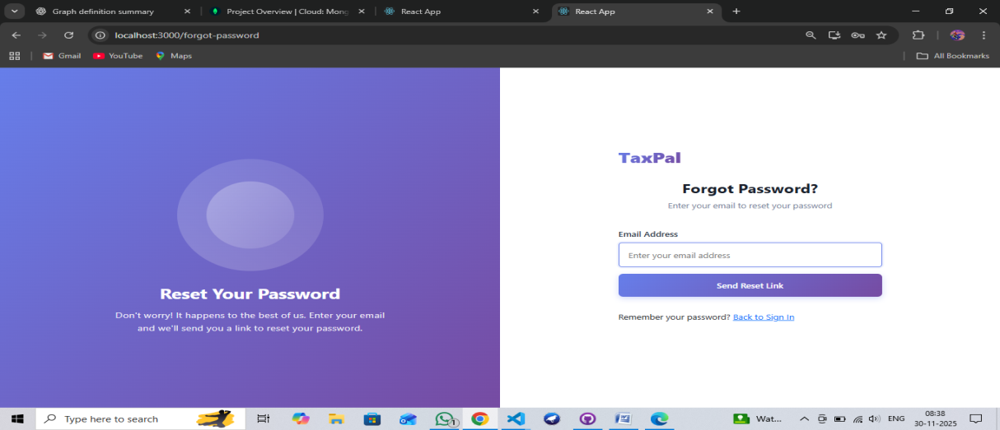 Graph definition summary
Project Overview | Cloud: Mong
React App
React App
localhost:3000/forgot-password
Gmail
YouTube
Maps
All Bookmarks
Reset Your Password
Don't worry! It happens to the best of us. Enter your email
and we'll send you a link to reset your password.
TaxPal
Forgot Password?
Enter your email to reset your password
Email Address
Enter your email address
Send Reset Link
Remember your password? Back to Sign In
Type here to search
1
Wat...
ENG
08:38
30-11-2025